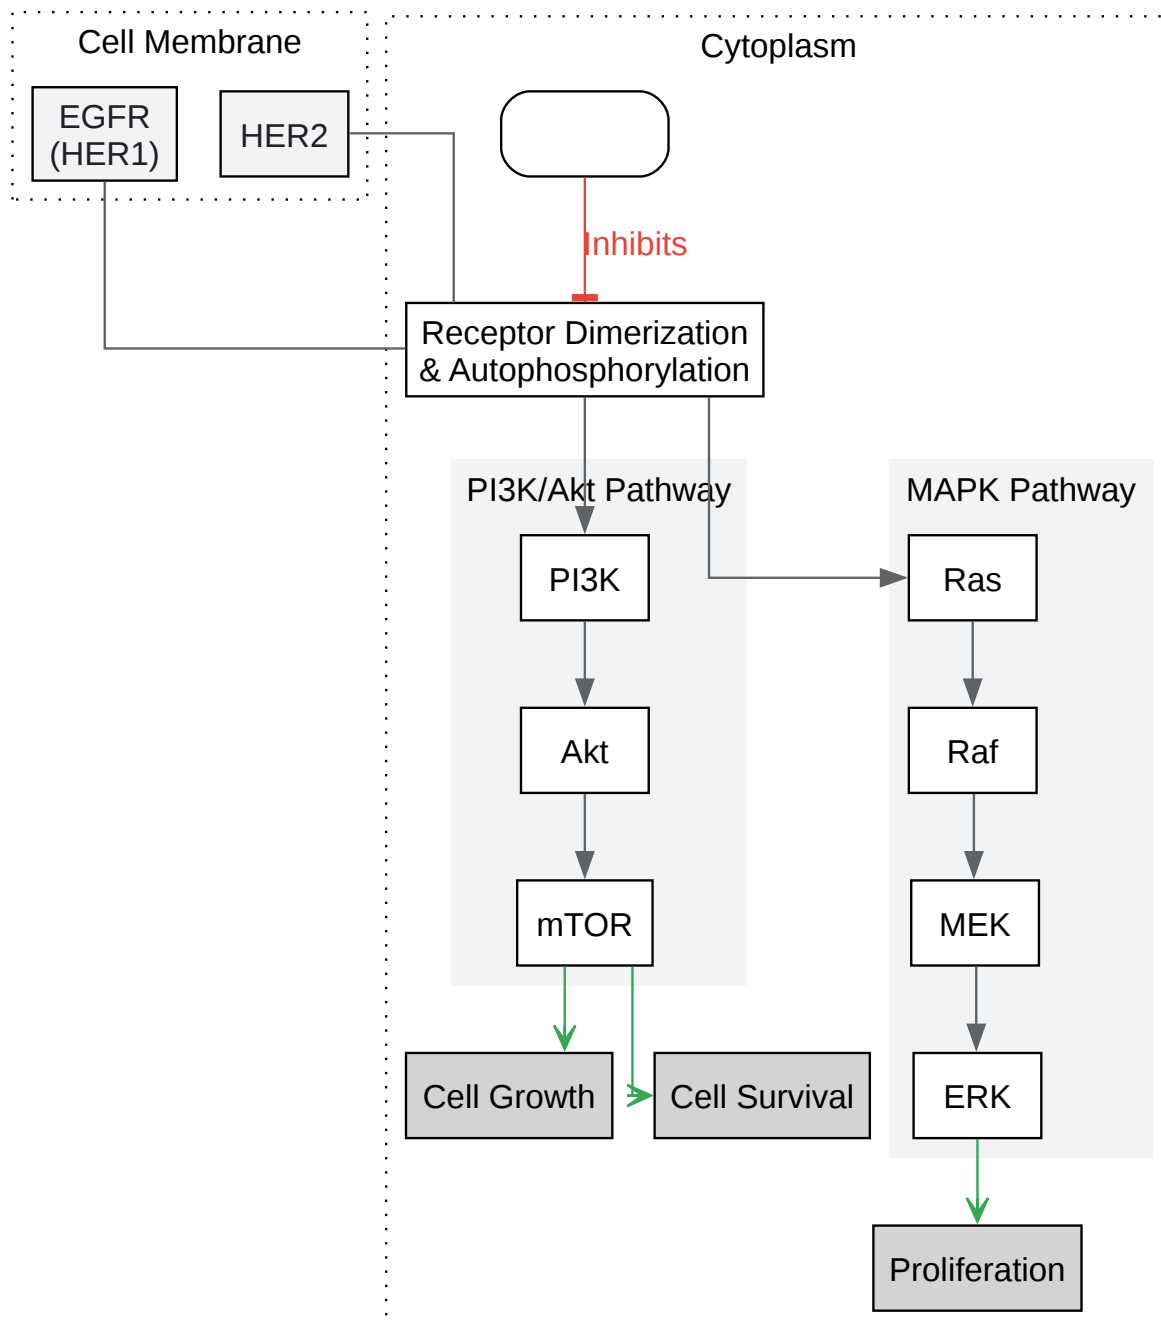 Cell Membrane
Cytoplasm
EGFR
(HER1)
HER2
Inhibits
Receptor Dimerization
& Autophosphorylation
PI3K/Akt Pathway
MAPK Pathway
PI3K
Ras
Akt
Raf
mTOR
MEK
Cell Growth
Cell Survival
ERK
Proliferation